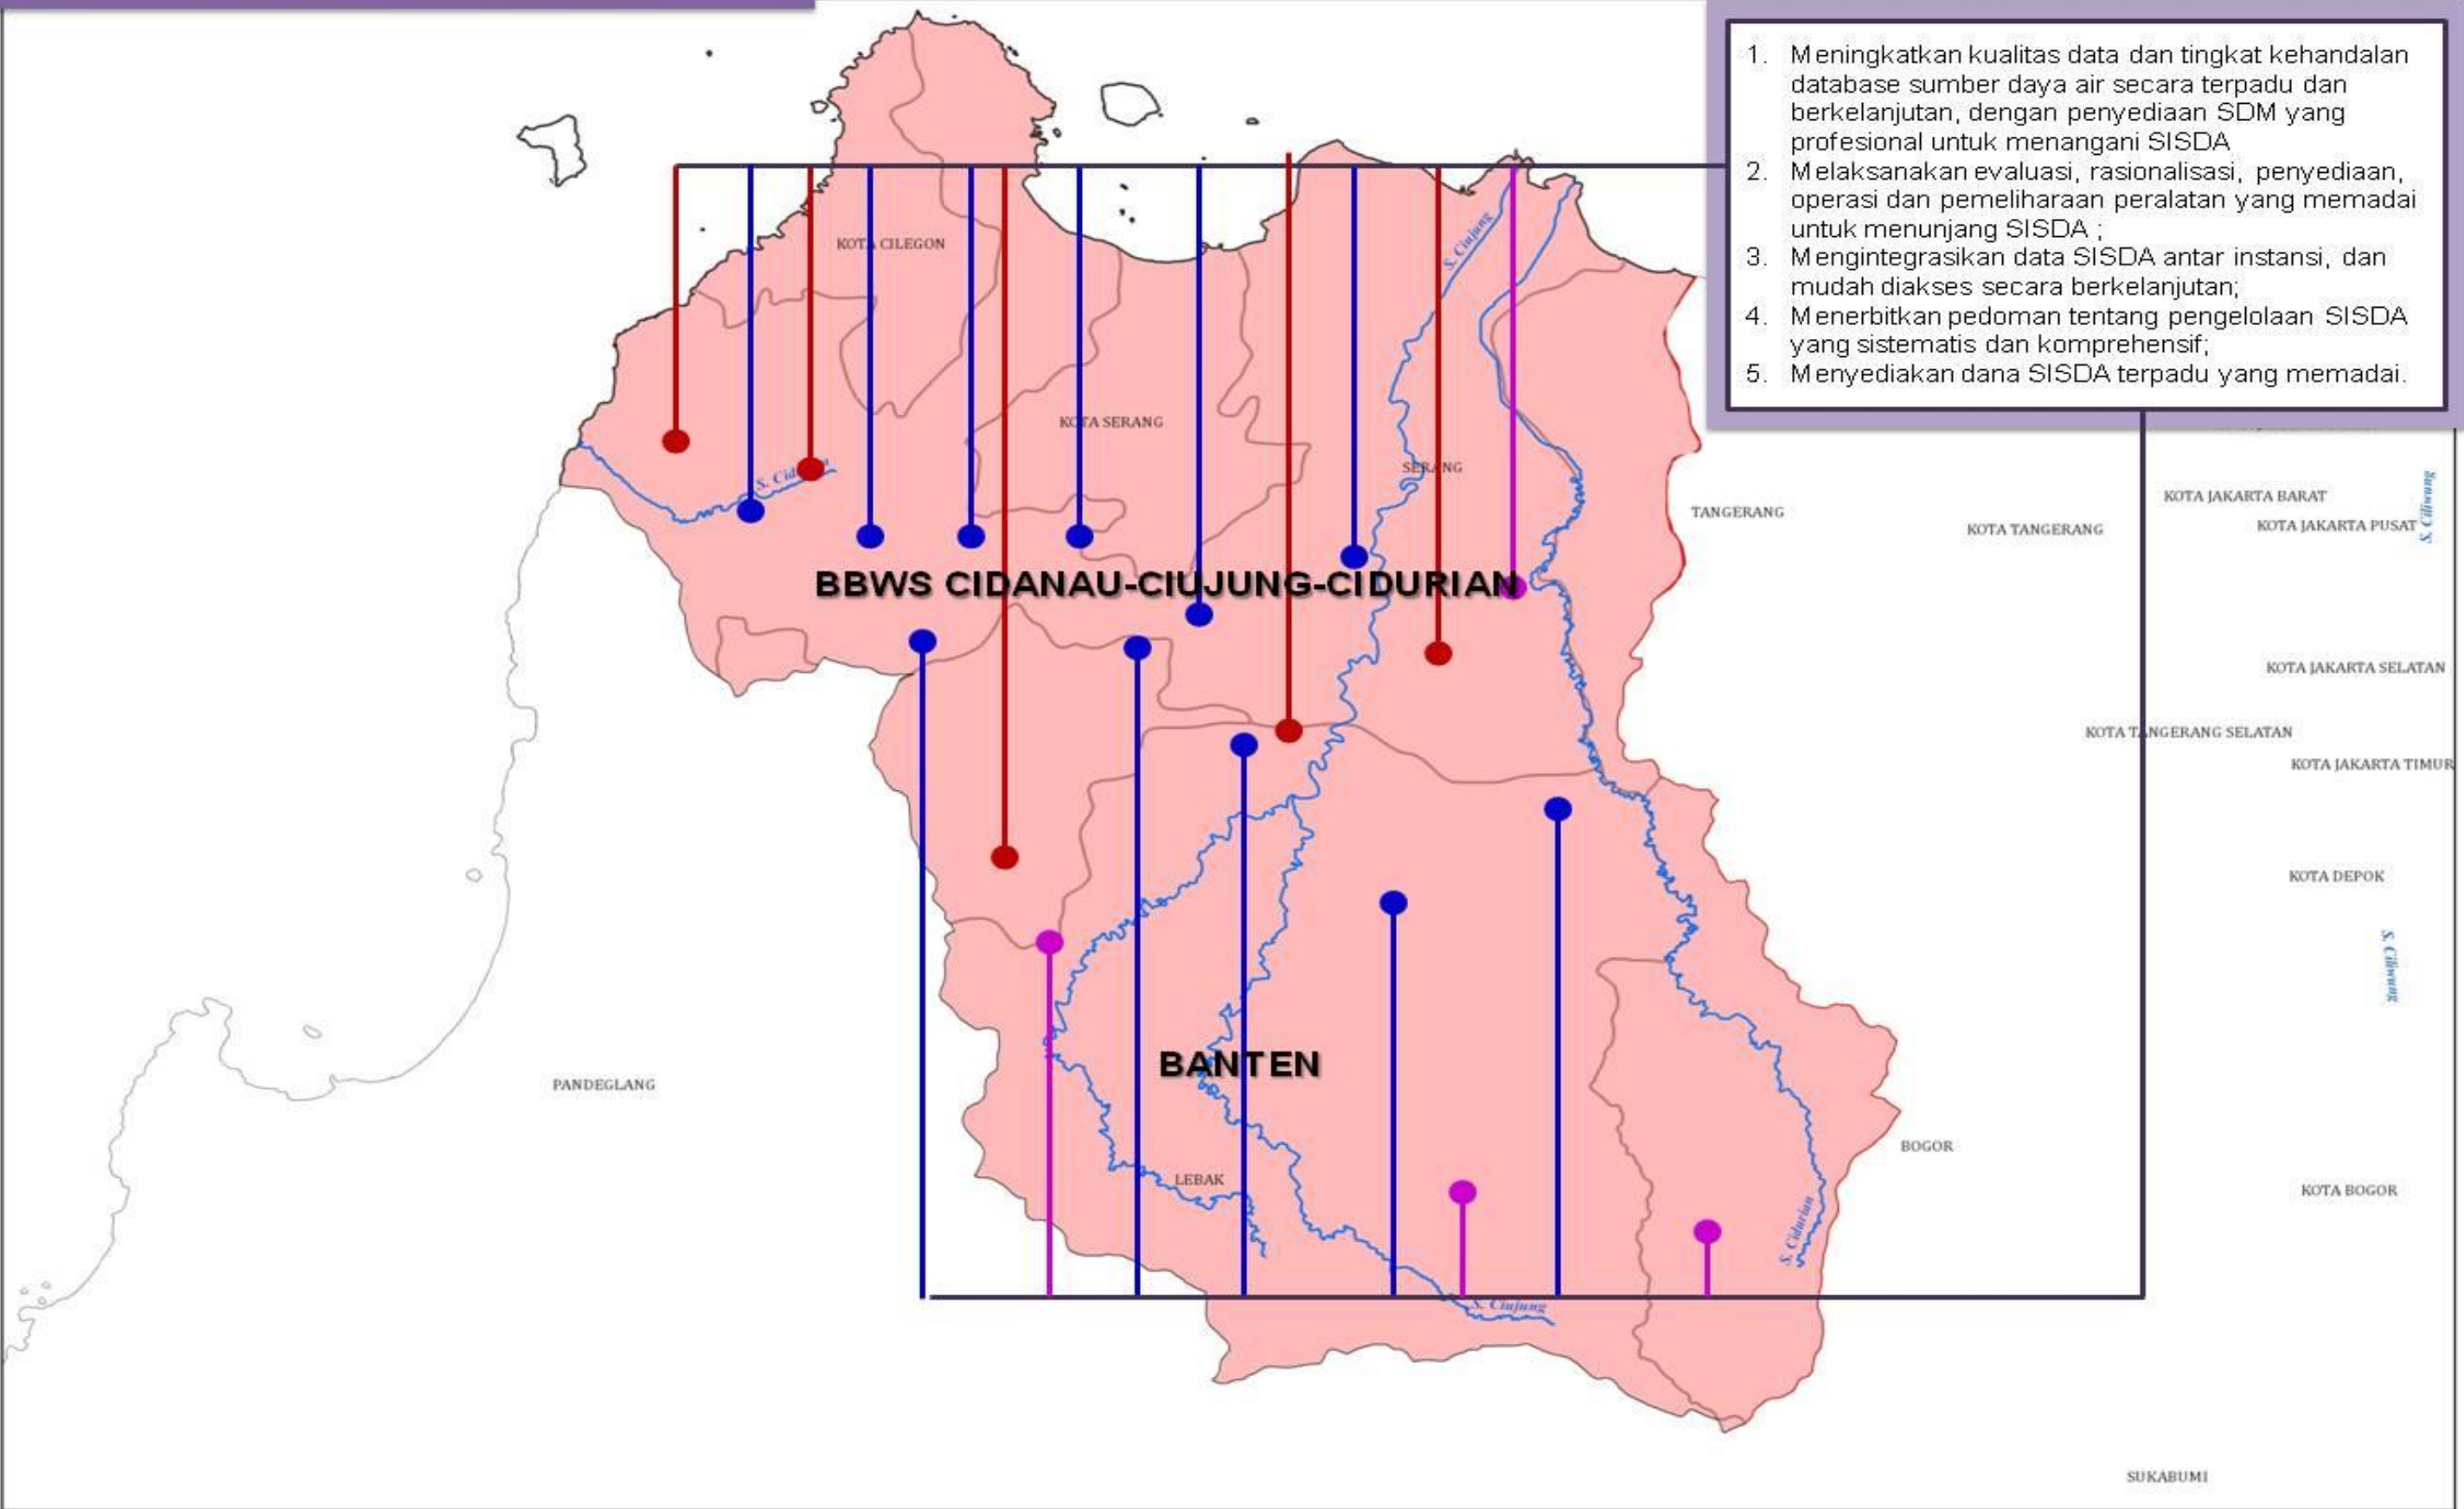 1. Meningkatkan kualitas data dan tingkat kehandalan
database sumber daya air secara terpadu dan
berkelanjutan, dengan penyediaan SDM yang
profesional untuk menangani SISDA
2. Melaksanakan evaluasi, rasionalisasi, penyediaan,
operasi dan pemeliharaan peralatan yang memadai
untuk menunjang SISDA ;
3. Mengintegrasikan data SISDA antar instansi, dan
mudah diakses secara berkelanjutan;
4. Menerbitkan pedoman tentang pengelolaan SISDA
yang sistematis dan komprehensif;
5. Menyediakan dana SISDA terpadu yang memadai.
KOTA CILEGON
S. Ciujung
KOTA SERANG
SERANG
S.
TANGERANG
KOTA TANGERANG
KOTA JAKARTA BARAT
KOTA JAKARTA PUSAT
S. Ciliwung
BBWS CIDANAU-CIUJUNG-CIDURIAN
KOTA JAKARTA SELATAN
KOTA TANGERANG SELATAN
KOTA JAKARTA TIMUR
KOTA DEPOK
S. Ciliwung
BANTEN
PANDEGLANG
LEBAK
BOGOR
KOTA BOGOR
S. Cidurian
S. Ciujung
SUKABUMI